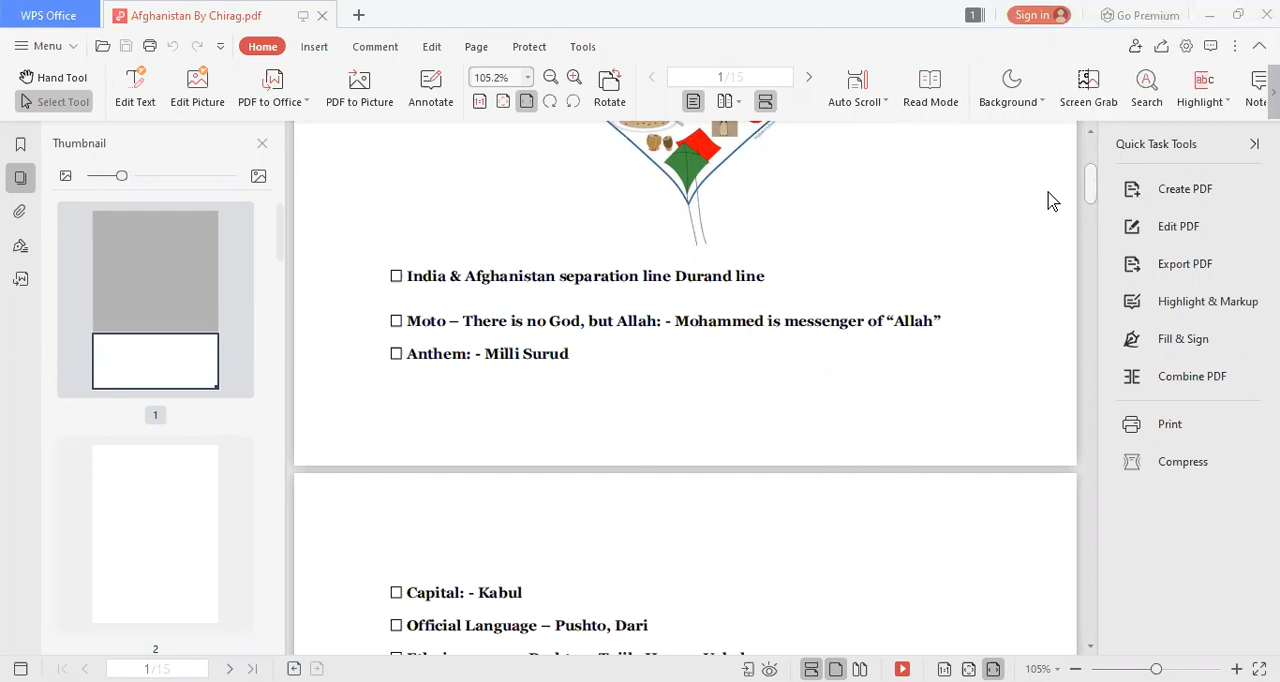 WPS Office
Afghanistan By Chirag.pdf
1
Sign in
Go Premium
Menu
Home
Insert
Comment
Edit
Page
Protect
Tools
Hand Tool
Select Tool
Edit Text
Edit Picture
PDF to Office
PDF to Picture
Annotate
105.2%
Rotate
1/15
Auto Scroll
Read Mode
Background
Screen Grab
Search
Highlight
Note
Thumbnail
1
2
☐ India & Afghanistan separation line Durand line
☐ Moto – There is no God, but Allah: - Mohammed is messenger of “Allah”
☐ Anthem: - Milli Surud
☐ Capital: - Kabul
☐ Official Language – Pushto, Dari
Quick Task Tools
Create PDF
Edit PDF
Export PDF
Highlight & Markup
Fill & Sign
Combine PDF
Print
Compress
1/15
105%